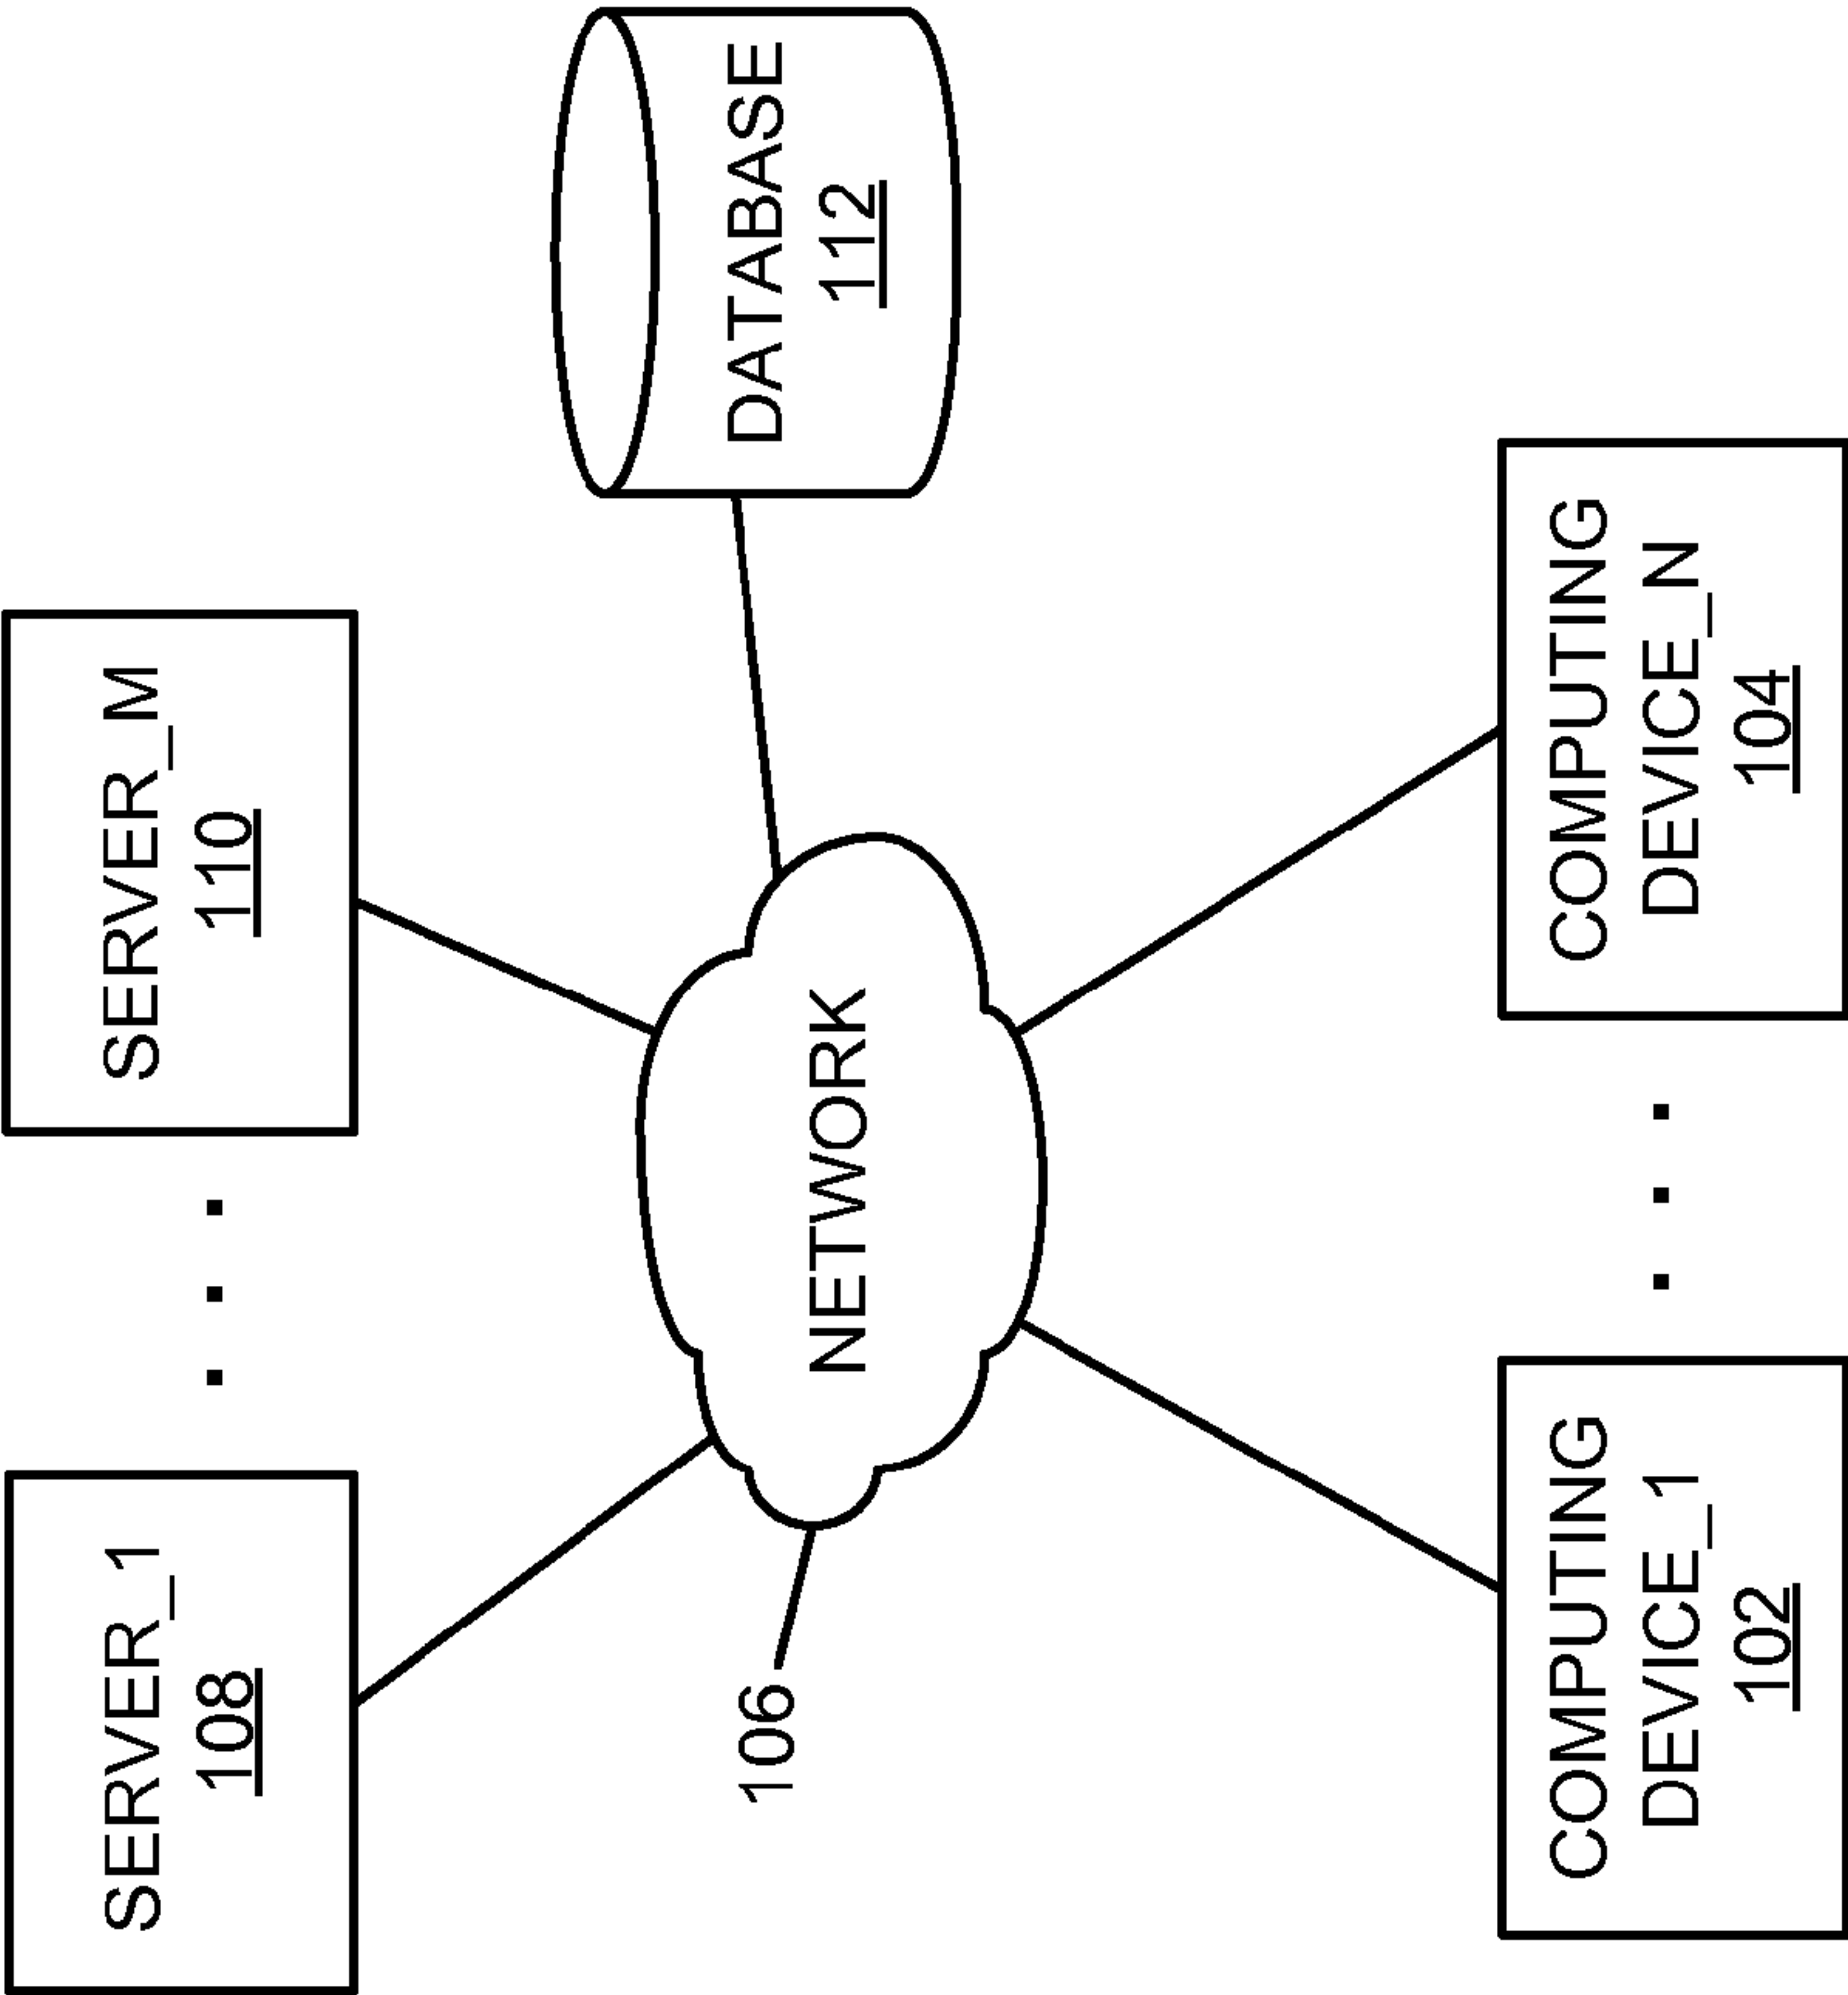 SERVER_1
108
SERVER_M
110
106
NETWORK
DATABASE
112
COMPUTING
DEVICE_1
102
COMPUTING
DEVICE_N
104